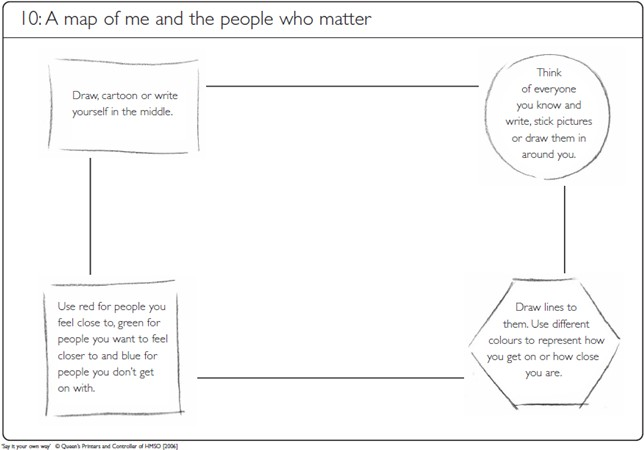 10: A map of me and the people who matter
Draw, cartoon or write
yourself in the middle.
Think
of everyone
you know and
write, stick pictures
or draw them in
around you.
Use red for people you
feel close to, green for
people you want to feel
closer to and blue for
people you don't get
on with.
Draw lines to
them. Use different
colours to represent how
you get on or how close
you are.
'Say it your own way' © Queen's Printers and Controller of HMSO [2006]